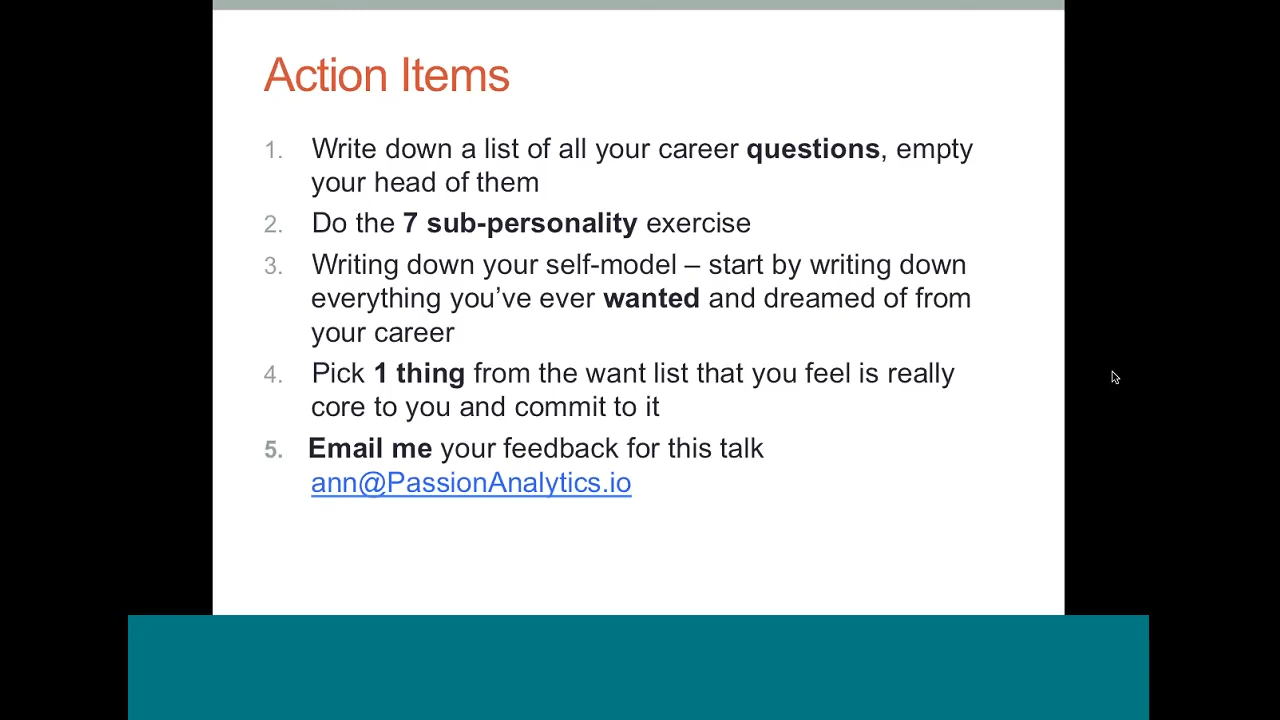 Action Items
1. Write down a list of all your career questions, empty
your head of them
2. Do the 7 sub-personality exercise
3. Writing down your self-model – start by writing down
everything you’ve ever wanted and dreamed of from
your career
4. Pick 1 thing from the want list that you feel is really
core to you and commit to it
5. Email me your feedback for this talk
ann@PassionAnalytics.io